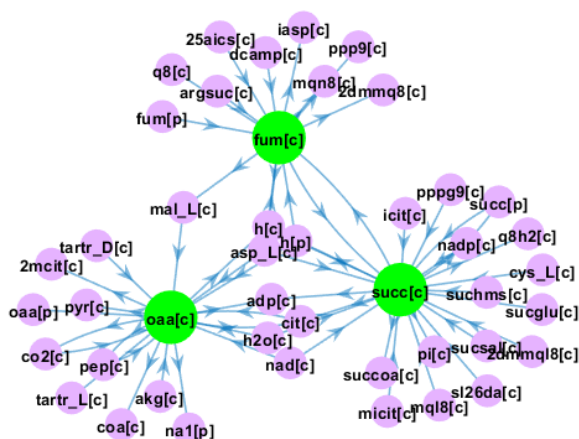 iasp[c]
25aics[c]
ppp9[c]
dcamp[c]
q8[c]
mqn8[c]
argsuc[c]
2dmmq8[c]
fum[p]
fum[c]
pppg9[c]
succ[p]
mal_L[c]
icit[c]
h[c]
h[p]
nadp[c]
q8h2[c]
tartr_D[c]
asp_L[c]
2mcit[c]
cys_L[c]
succ[c]
suchms[c]
adp[c]
oaa[p]
pyr[c]
sucglu[c]
oaa[c]
cit[c]
h2o[c]
co2[c]
pi[c]
sucsal[c]
2dmmql8[c]
pep[c]
nad[c]
succoa[c]
sl26da[c]
tartr_L[c]
akg[c]
mql8[c]
micit[c]
coa[c]
na1[p]